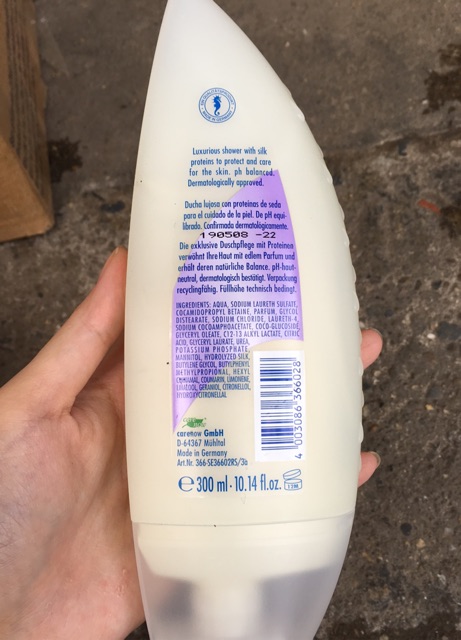 Luxurious shower with silk
proteins to protect and care
for the skin. ph balanced.
Dermatologically approved.
Ducha lujosa con proteinas de seda
para el cuidado de la piel. De pH equi-
librado. Confirmada dermatológicamente.
190508 -22
Die exklusive Duschpflege mit Proteinen
verwöhnt Ihre Haut mit edlem Parfum und
erhält deren natürliche Balance. pH-haut-
neutral, dermatologisch bestätigt. Verpackung
recyclingfähig. Füllhöhe technisch bedingt.
INGREDIENTS: AQUA, SODIUM LAURETH SULFATE,
COCAMIDOPROPYL BETAINE, PARFUM, GLYCOL
DISTEARATE, SODIUM CHLORIDE, LAURETH-4,
SODIUM COCOAMPHOACETATE, COCO-GLUCOSIDE,
GLYCERYL OLEATE, C12-13 ALKYL LACTATE, CITRIC
ACID, GLYCERYL LAURATE, UREA,
POTASSIUM PHOSPHATE,
MANNITOL, HYDROLYZED SILK,
BUTYLENE GLYCOL, BUTYLPHENYL
METHYLPROPIONAL, HEXYL
CINNAMAL, COUMARIN, LIMONENE,
LINALOOL, GERANIOL, CITRONELLOL,
HYDROXYCITRONELLAL
carenow GmbH
D-64367 Mühltal
Made in Germany
Art.Nr. 366-SE36602RS/3a
4 003086 366028
e 300 ml · 10.14 fl.oz.